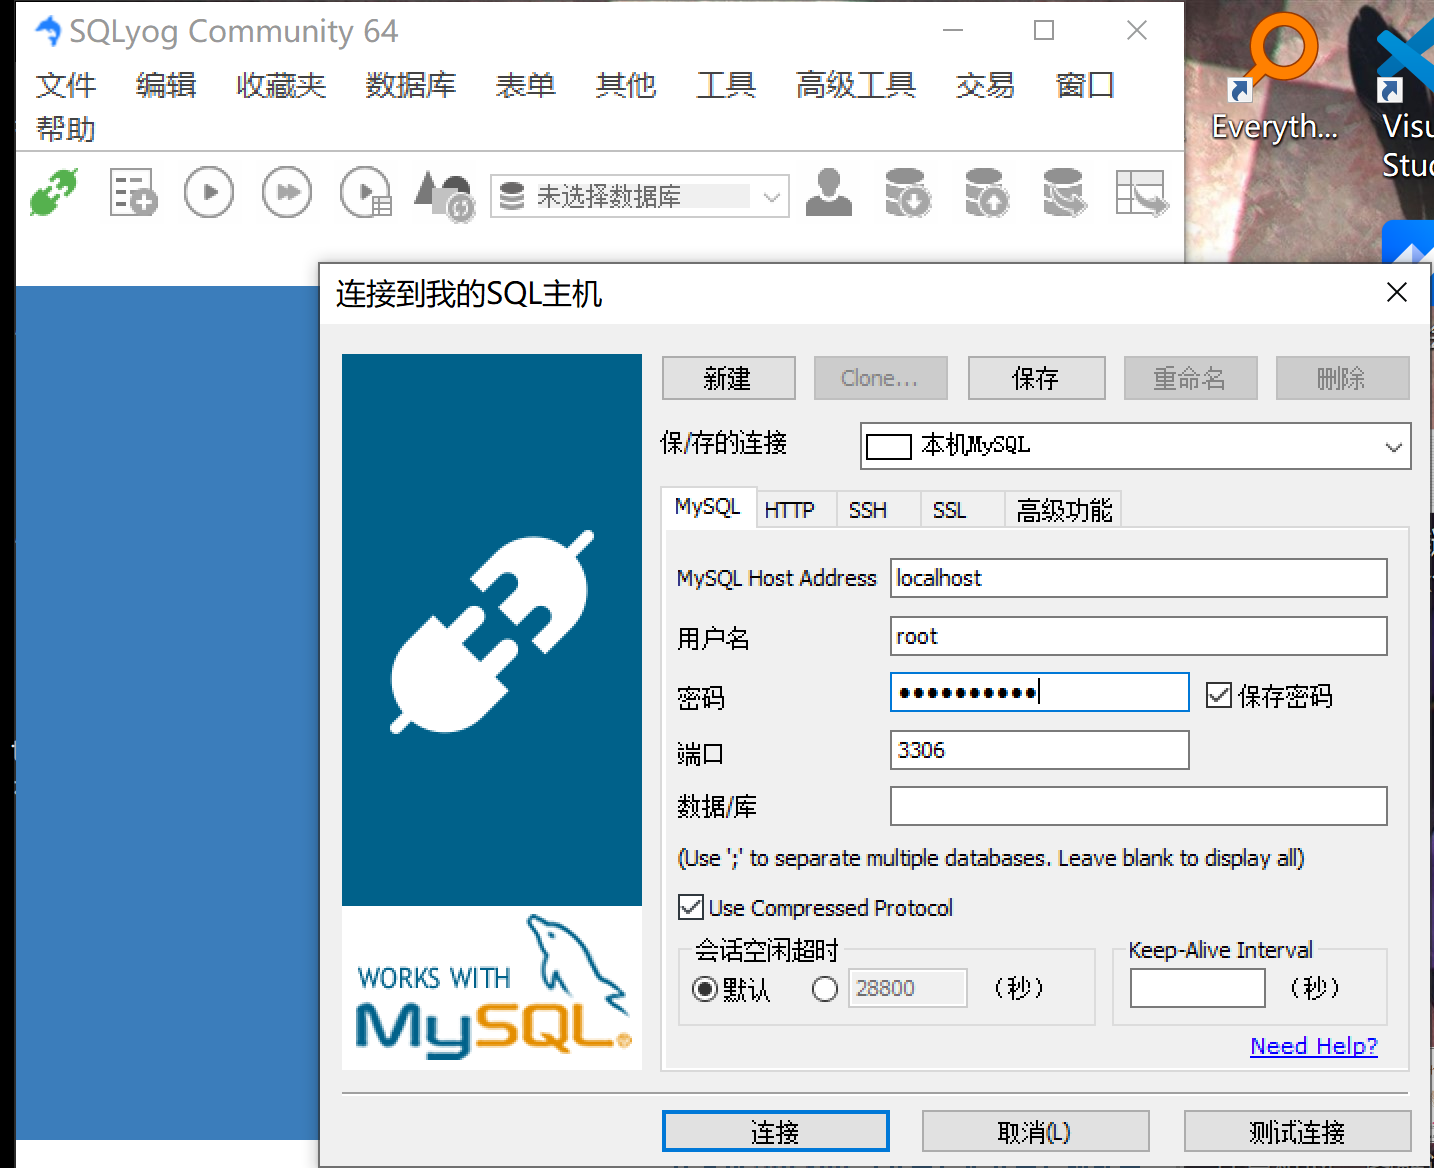 SQLyog Community 64
文件 编辑 收藏夹 数据库 表单 其他 工具 高级工具 交易 窗口
帮助
未选择数据库
Everyth...
Visu
Stud
连接到我的SQL主机
新建 Clone... 保存 重命名 删除
保/存的连接 本机MySQL
MySQL HTTP SSH SSL 高级功能
MySQL Host Address localhost
用户名 root
密码 ●●●●●●●●●● 保存密码
端口 3306
数据/库
(Use ';' to separate multiple databases. Leave blank to display all)
Use Compressed Protocol
会话空闲超时 Keep-Alive Interval
默认 28800 (秒) (秒)
Need Help?
WORKS WITH
MySQL
连接 取消(L) 测试连接